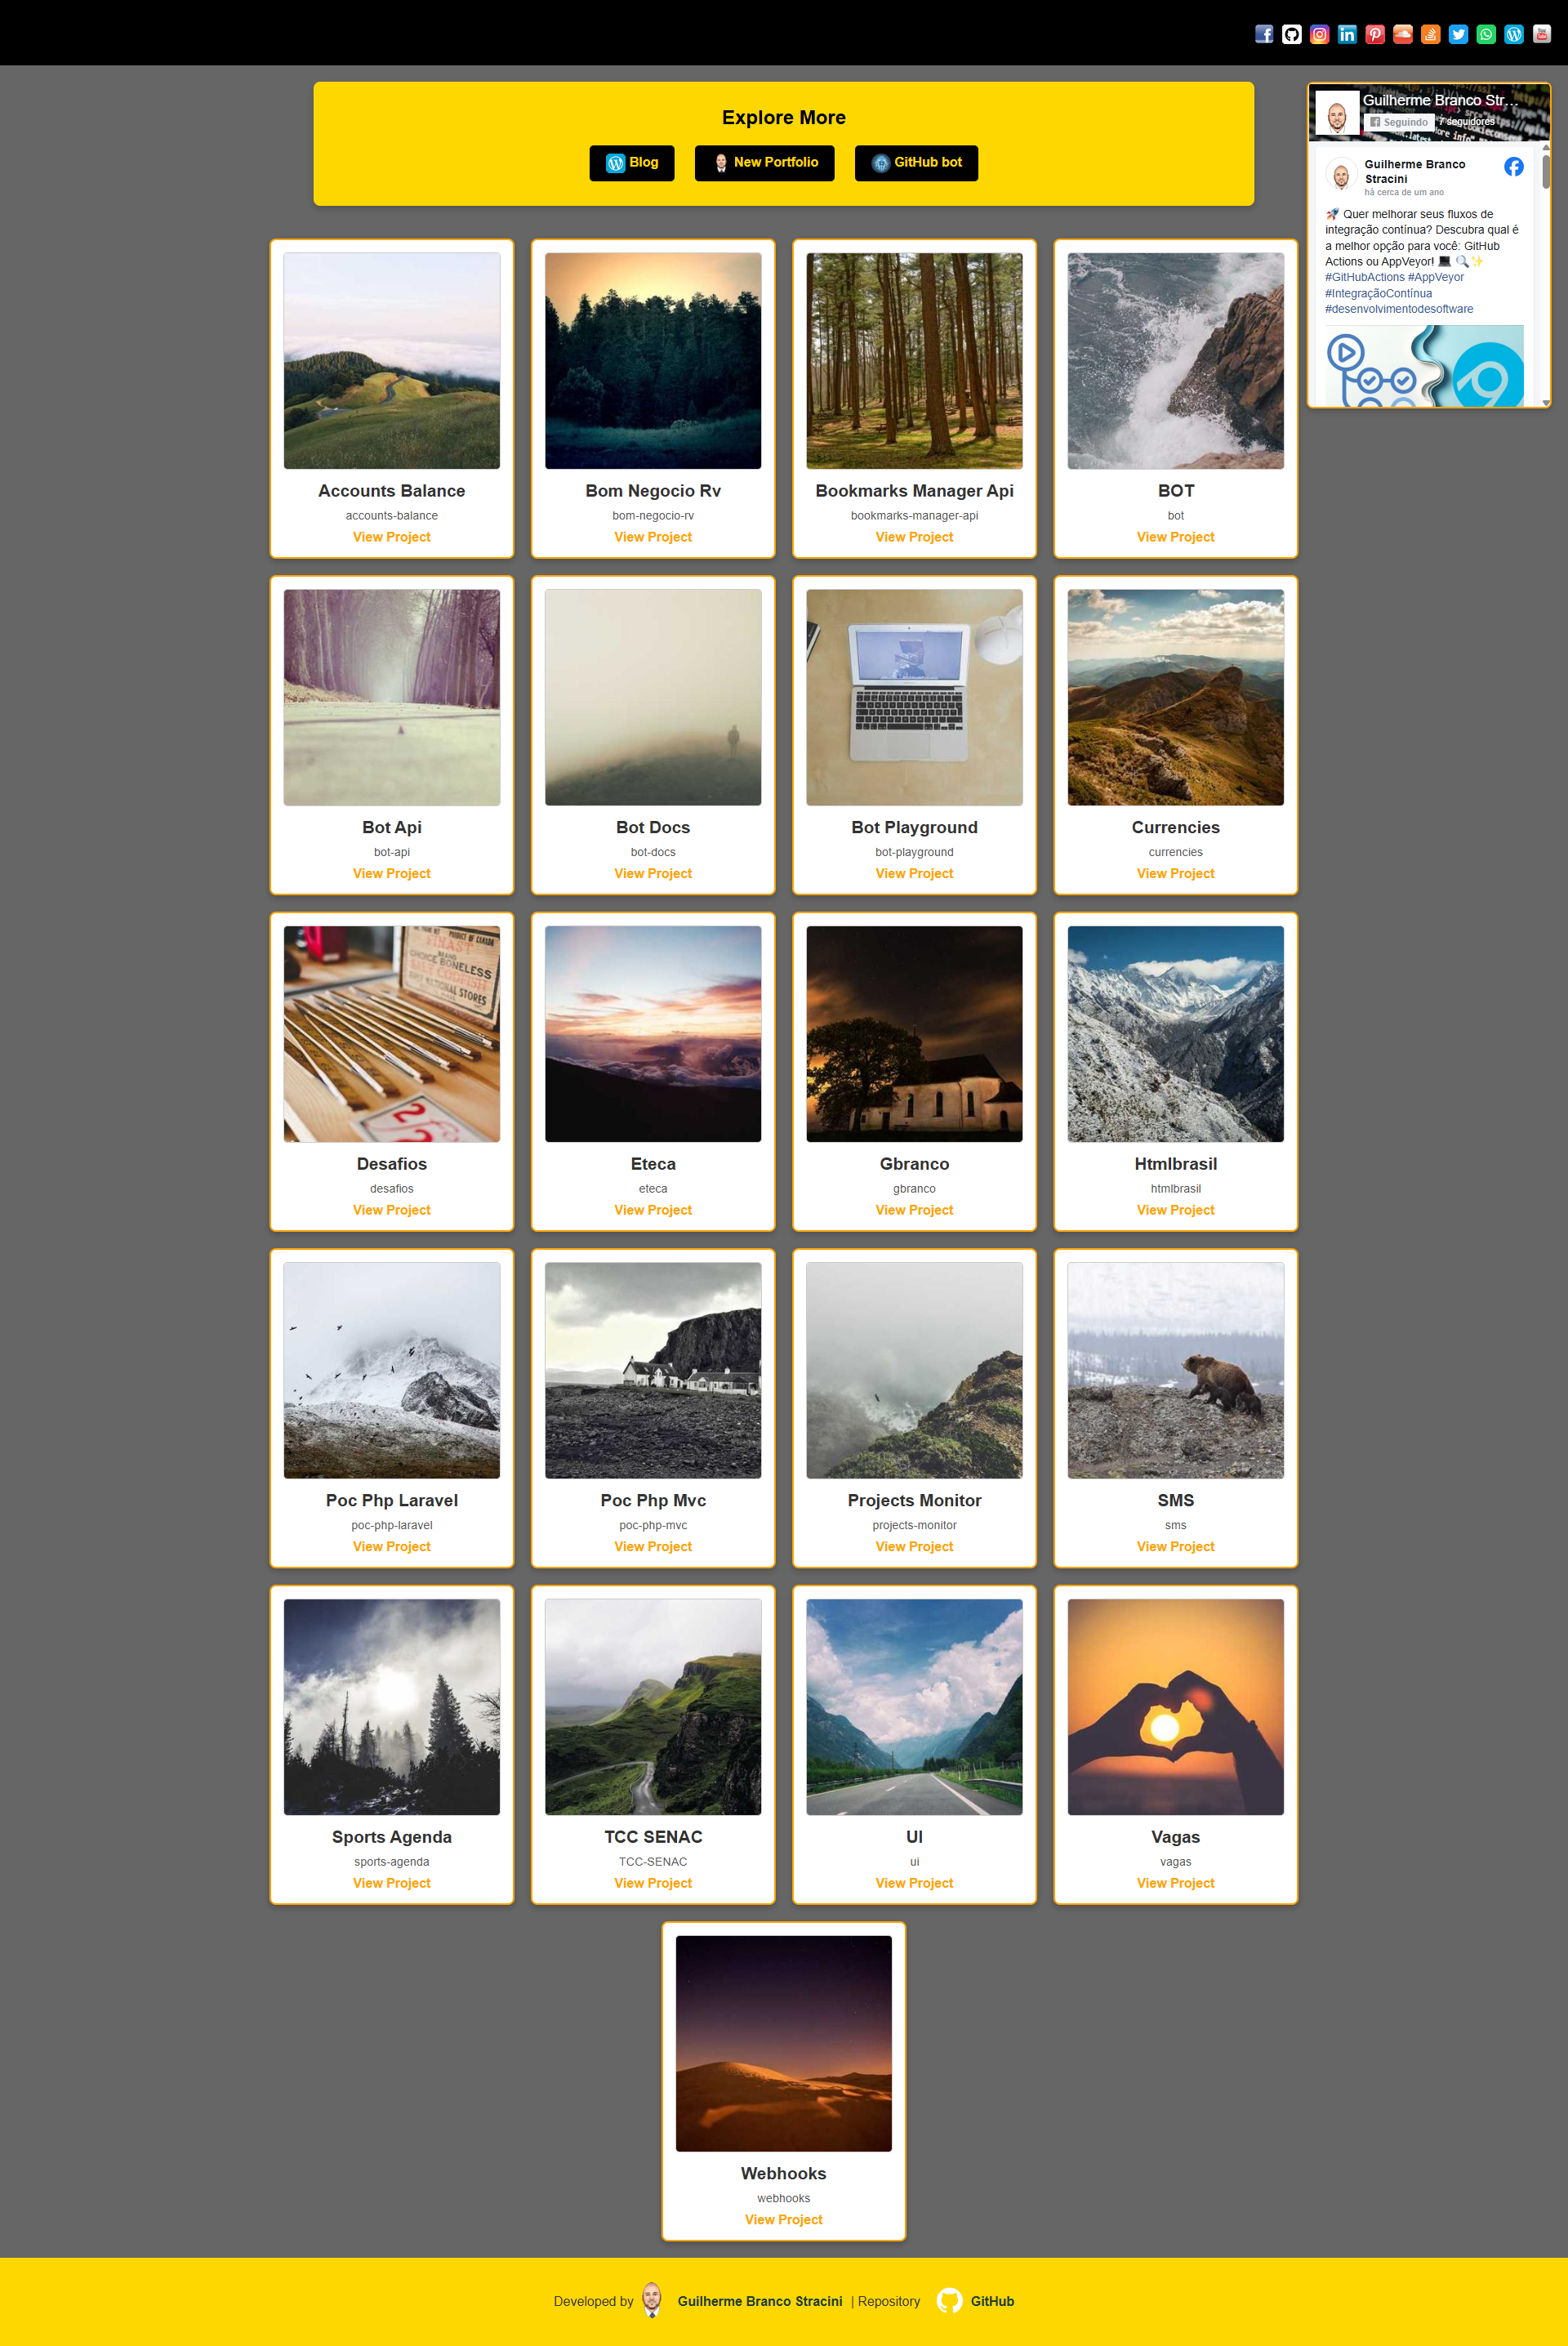 Explore More
Blog
New Portfolio
GitHub bot
Guilherme Branco Str...
Seguindo
7 seguidores
Guilherme Branco
Stracini
há cerca de um ano
🚀 Quer melhorar seus fluxos de
integração contínua? Descubra qual é
a melhor opção para você: GitHub
Actions ou AppVeyor! 💻 🔍✨
#GitHubActions #AppVeyor
#IntegraçãoContínua
#desenvolvimentodesoftware
Accounts Balance
accounts-balance
View Project
Bom Negocio Rv
bom-negocio-rv
View Project
Bookmarks Manager Api
bookmarks-manager-api
View Project
BOT
bot
View Project
Bot Api
bot-api
View Project
Bot Docs
bot-docs
View Project
Bot Playground
bot-playground
View Project
Currencies
currencies
View Project
PRODUCT OF CANADA
BRAND
CHOICE BONELESS
NATIONAL STORES
Desafios
desafios
View Project
Eteca
eteca
View Project
Gbranco
gbranco
View Project
Htmlbrasil
htmlbrasil
View Project
Poc Php Laravel
poc-php-laravel
View Project
Poc Php Mvc
poc-php-mvc
View Project
Projects Monitor
projects-monitor
View Project
SMS
sms
View Project
Sports Agenda
sports-agenda
View Project
TCC SENAC
TCC-SENAC
View Project
UI
ui
View Project
Vagas
vagas
View Project
Webhooks
webhooks
View Project
Developed by Guilherme Branco Stracini | Repository GitHub